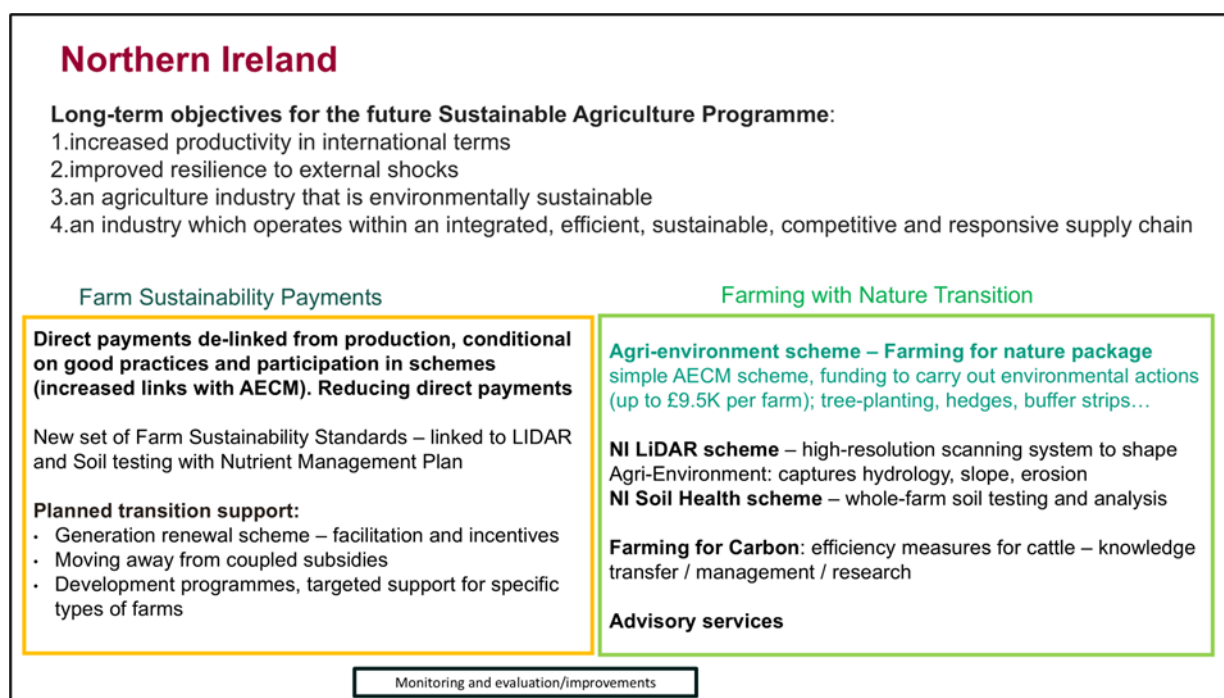 Northern Ireland
Long-term objectives for the future Sustainable Agriculture Programme:
1.increased productivity in international terms
2.improved resilience to external shocks
3.an agriculture industry that is environmentally sustainable
4.an industry which operates within an integrated, efficient, sustainable, competitive and responsive supply chain
Farm Sustainability Payments
Direct payments de-linked from production, conditional
on good practices and participation in schemes
(increased links with AECM). Reducing direct payments
New set of Farm Sustainability Standards – linked to LIDAR
and Soil testing with Nutrient Management Plan
Planned transition support:
• Generation renewal scheme – facilitation and incentives
• Moving away from coupled subsidies
• Development programmes, targeted support for specific
types of farms
Farming with Nature Transition
Agri-environment scheme – Farming for nature package
simple AECM scheme, funding to carry out environmental actions
(up to £9.5K per farm); tree-planting, hedges, buffer strips…
NI LiDAR scheme – high-resolution scanning system to shape
Agri-Environment: captures hydrology, slope, erosion
NI Soil Health scheme – whole-farm soil testing and analysis
Farming for Carbon: efficiency measures for cattle – knowledge
transfer / management / research
Advisory services
Monitoring and evaluation/improvements